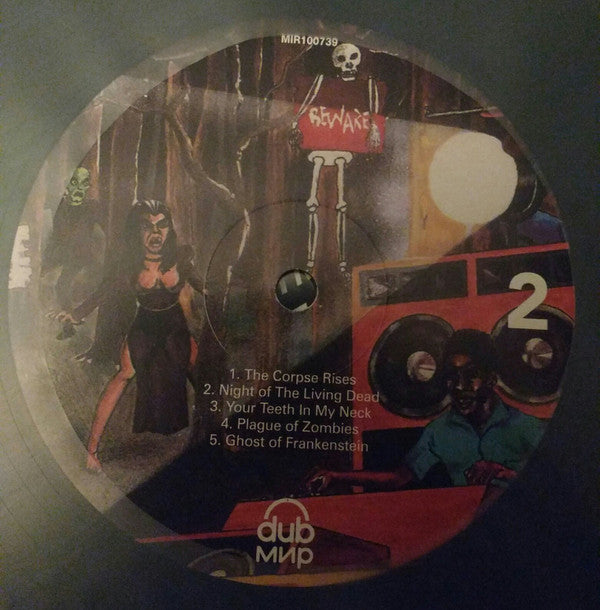 MIR100739
BEWARE
2
1. The Corpse Rises
2. Night of The Living Dead
3. Your Teeth In My Neck
4. Plague of Zombies
5. Ghost of Frankenstein
dub
мир